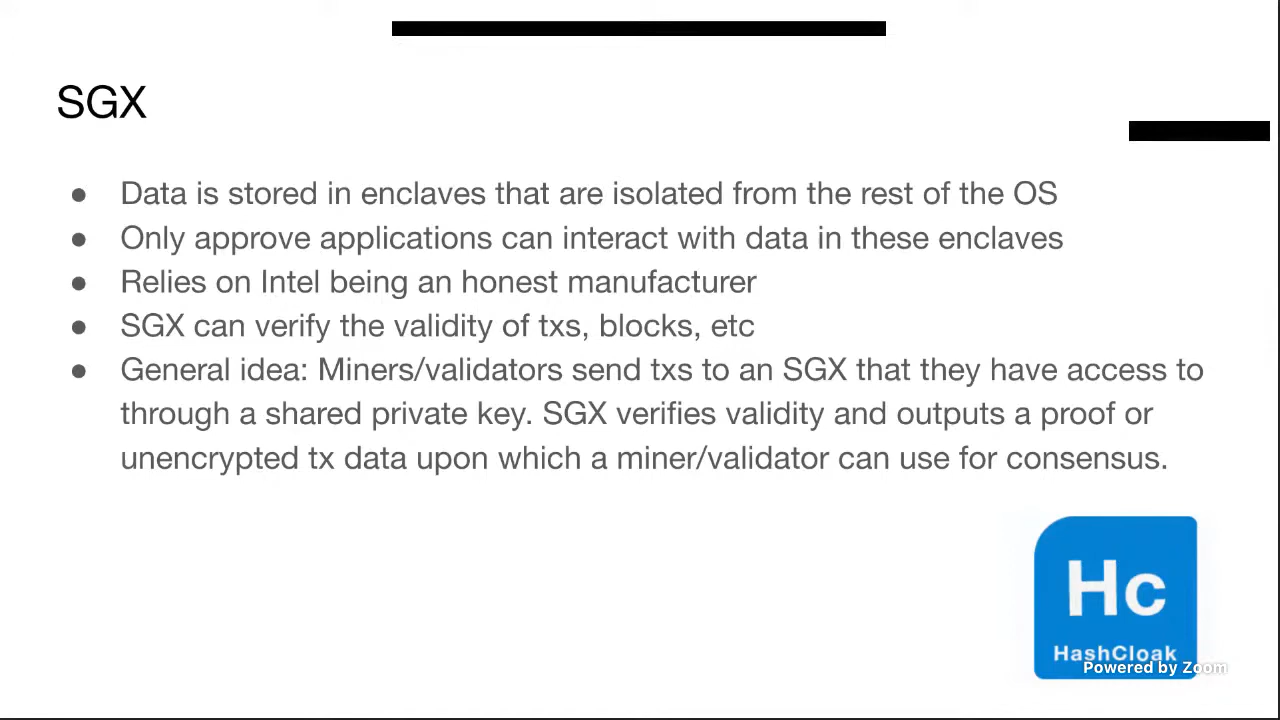 SGX
● Data is stored in enclaves that are isolated from the rest of the OS
● Only approve applications can interact with data in these enclaves
● Relies on Intel being an honest manufacturer
● SGX can verify the validity of txs, blocks, etc
● General idea: Miners/validators send txs to an SGX that they have access to
through a shared private key. SGX verifies validity and outputs a proof or
unencrypted tx data upon which a miner/validator can use for consensus.
Hc
HashCloak
Powered by Zoom